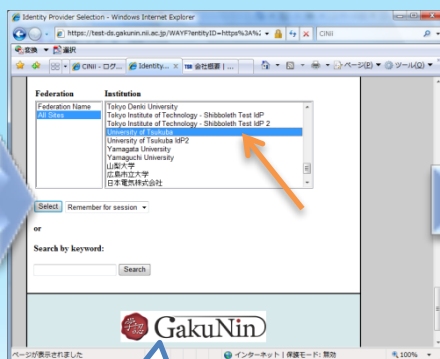 Identity Provider Selection - Windows Internet Explorer
https://test-ds.gakunin.nii.ac.jp/WAYF?entityID=https%3A%2
CiNii
変換 選択
CiNii - ログ... Identity... 会社概要 | ...
ページ(P) ツール(O)
Federation Institution
Federation Name
All Sites
Tokyo Denki University
Tokyo Institute of Technology - Shibboleth Test IdP
Tokyo Institute of Technology - Shibboleth Test IdP 2
University of Tsukuba
University of Tsukuba IdP2
Yamagata University
Yamaguchi University
山梨大学
広島市立大学
日本電気株式会社
Select Remember for session
or
Search by keyword:
Search
学認 GakuNin
ページが表示されました インターネット | 保護モード: 無効 100%